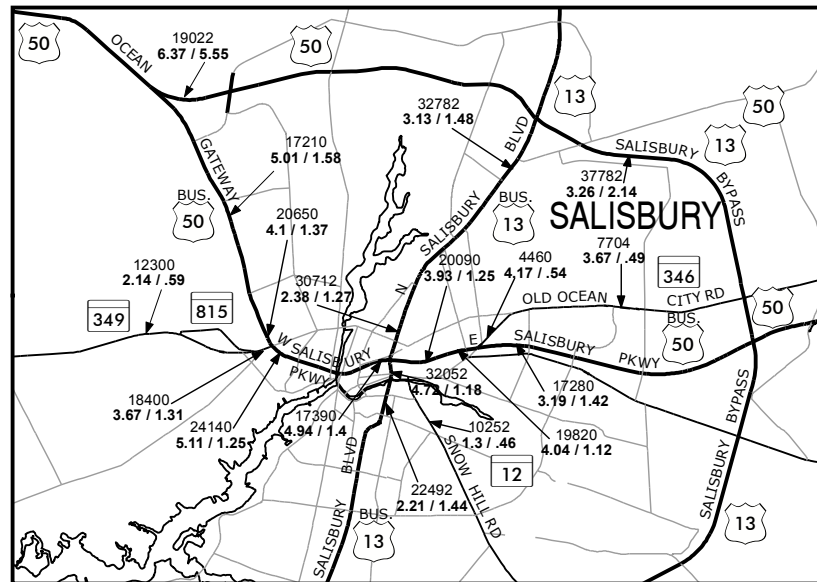 50
OCEAN
19022
6.37 / 5.55
50
13
50
32782
3.13 / 1.48
BLVD
SALISBURY
13
BYPASS
GATEWAY
17210
5.01 / 1.58
37782
3.26 / 2.14
BUS.
50
20650
4.1 / 1.37
SALISBURY
BUS.
13
SALISBURY
12300
2.14 / .59
30712
2.38 / 1.27
N
20090
3.93 / 1.25
4460
4.17 / .54
7704
3.67 / .49
346
349
815
OLD OCEAN
CITY RD
50
W SALISBURY
PKWY
E
SALISBURY
PKWY
BUS.
50
18400
3.67 / 1.31
32052
4.72 / 1.18
17280
3.19 / 1.42
24140
5.11 / 1.25
17390
4.94 / 1.4
10252
1.3 / .46
19820
4.04 / 1.12
SALISBURY
BYPASS
SNOW HILL RD
12
22492
2.21 / 1.44
SALISBURY
BLVD
BUS.
13
13